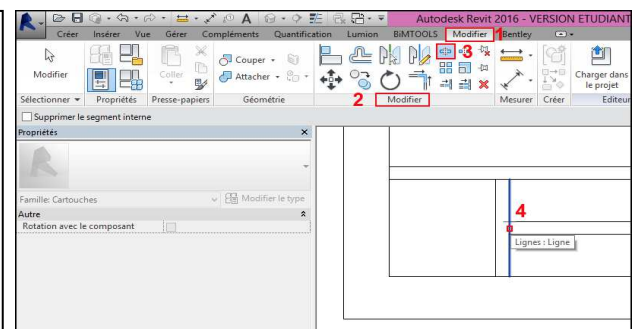 Autodesk Revit 2016 - VERSION ETUDIANT
Créer Insérer Vue Gérer Compléments Quantification Lumion BIMTOOLS Modifier 1 Bentley
Modifier
Coller
Couper
Attacher
3
Charger dans
le projet
Sélectionner Propriétés Presse-papiers Géométrie 2 Modifier Mesurer Créer Editeur
Supprimer le segment interne
Propriétés
Famille: Cartouches
Modifier le type
Autre
Rotation avec le composant
4
Lignes : Ligne